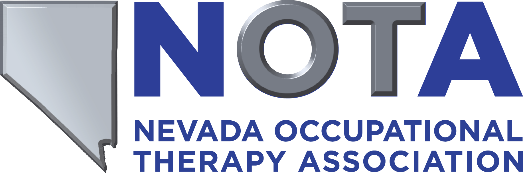 NOTA
NEVADA OCCUPATIONAL
THERAPY ASSOCIATION